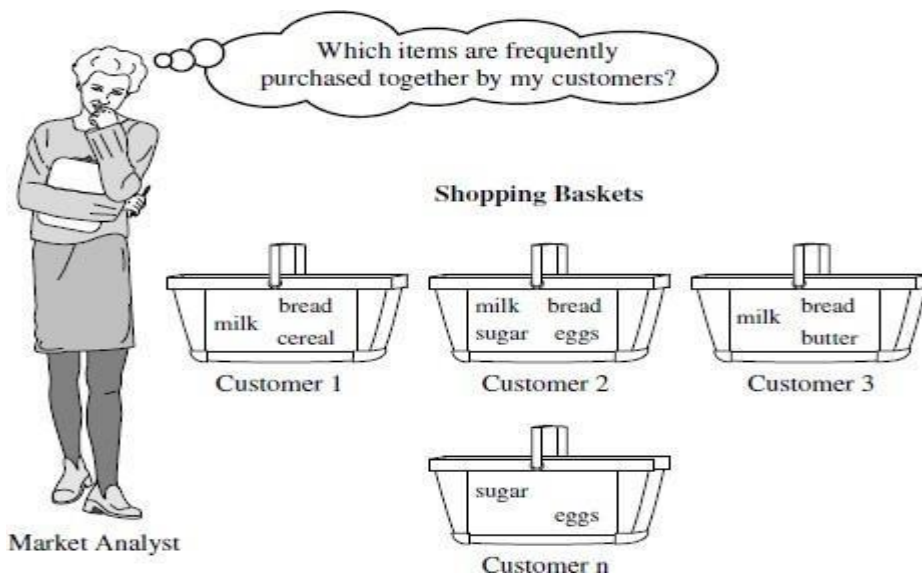 Which items are frequently
purchased together by my customers?
Shopping Baskets
milk bread
cereal
Customer 1
milk bread
sugar eggs
Customer 2
milk bread
butter
Customer 3
sugar
eggs
Customer n
Market Analyst